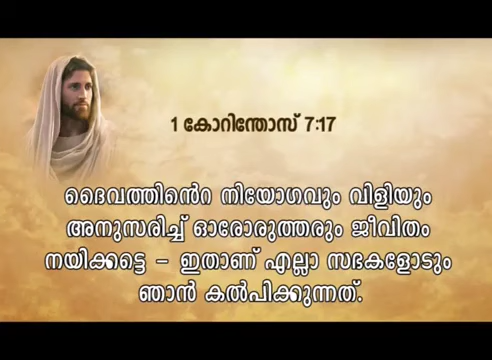 1 കോറിന്തോസ് 7:17
ദൈവത്തിൻെറ നിയോഗവും വിളിയും
അനുസരിച്ച് ഓരോരുത്തരും ജീവിതം
നയിക്കട്ടെ - ഇതാണ് എല്ലാ സഭകളോടും
ഞാൻ കൽപിക്കുന്നത്.